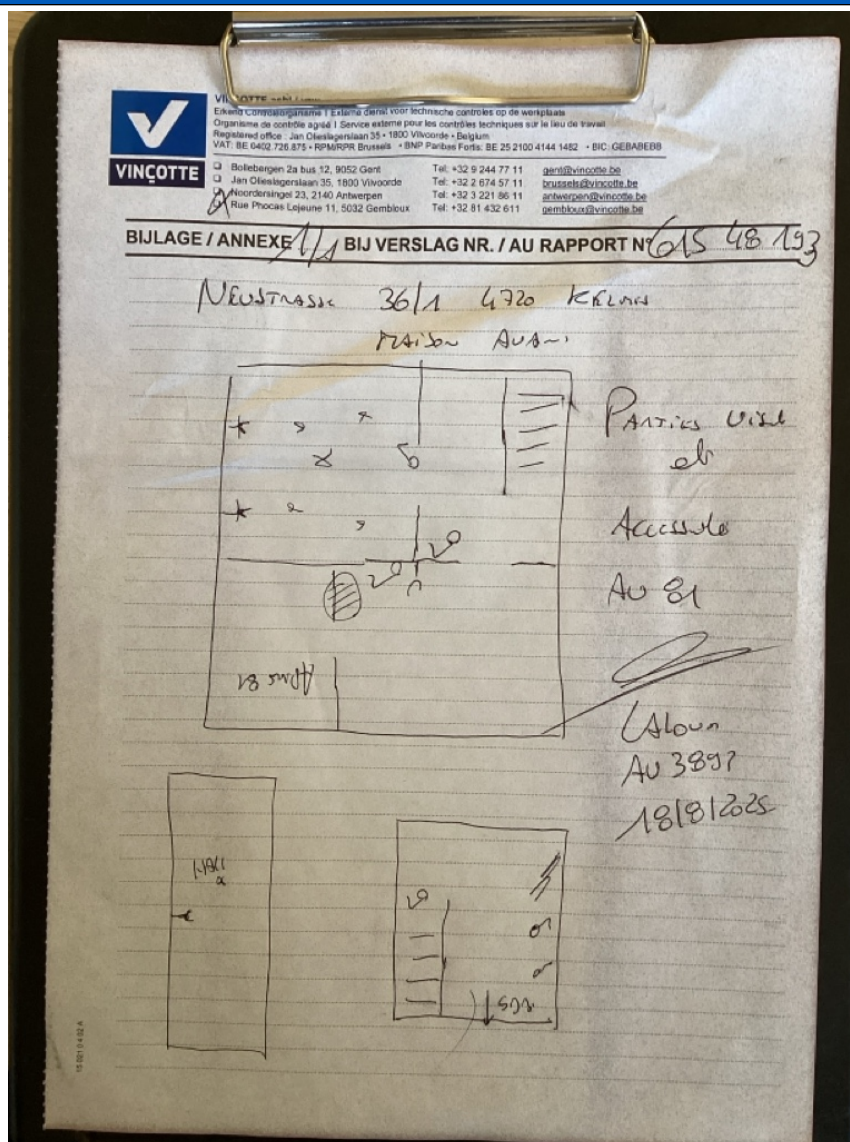 Erkend Controleorganisme | Externe dienst voor technische controles op de werkplaats
Organisme de contrôle agréé | Service externe pour les contrôles techniques sur le lieu de travail
Registered office : Jan Olieslagerslaan 35 • 1800 Vilvoorde • Belgium
VAT: BE 0402.726.875 • RPM/RPR Brussels • BNP Paribas Fortis: BE 25 2100 4144 1482 • BIC: GEBABEBB
VINÇOTTE
Bollebergen 2a bus 12, 9052 Gent Tel: +32 9 244 77 11 gent@vincotte.be
Jan Olieslagerslaan 35, 1800 Vilvoorde Tel: +32 2 674 57 11 brussels@vincotte.be
Noordersingel 23, 2140 Antwerpen Tel: +32 3 221 86 11 antwerpen@vincotte.be
Rue Phocas Lejeune 11, 5032 Gembloux Tel: +32 81 432 611 gembloux@vincotte.be
BIJLAGE / ANNEXE 1/1 BIJ VERSLAG NR. / AU RAPPORT N° 615 48 193
Neustrasse 36/1 4720 Kelmis
Maison Avant
Parties
Au 81
Au 389?
18/8/2025
HALL